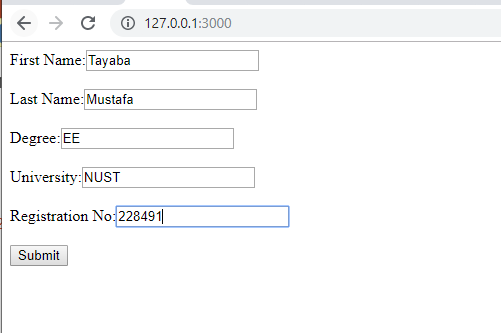 127.0.0.1:3000
First Name:Tayaba
Last Name:Mustafa
Degree:EE
University:NUST
Registration No:228491
Submit